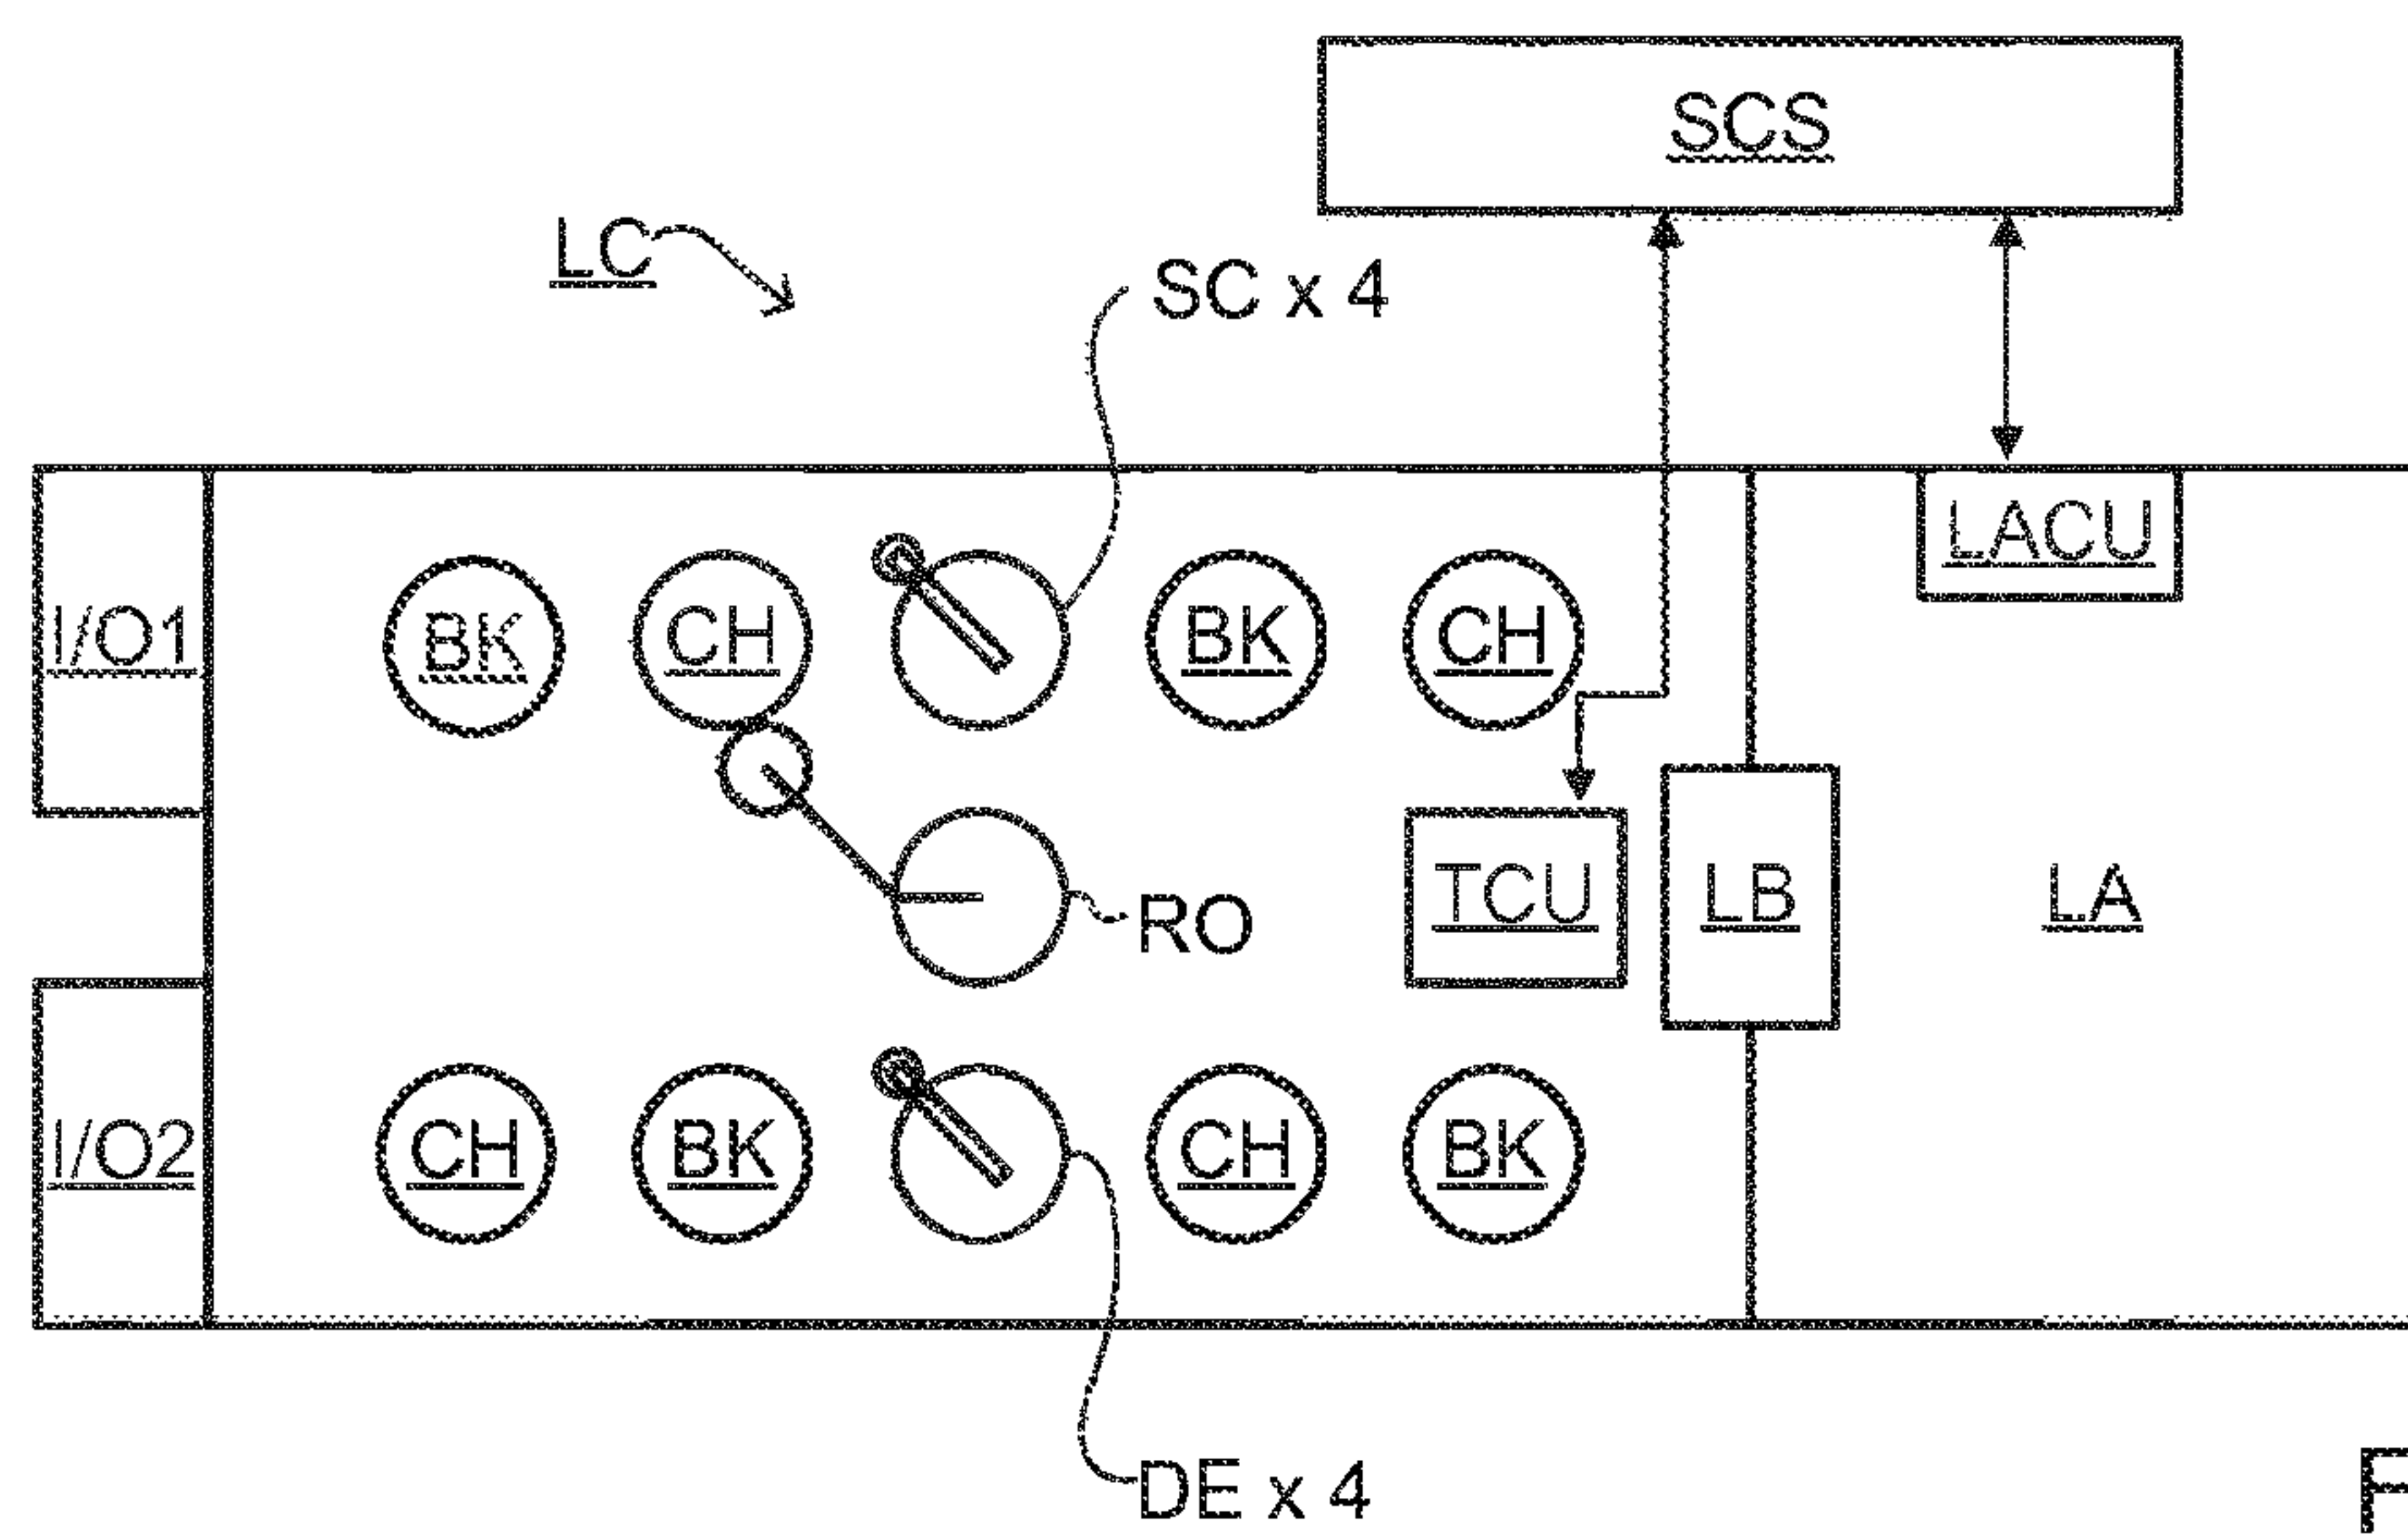 SCS
LC
SC x 4
LACU
I/O1
BK
CH
BK
CH
RO
TCU
LB
LA
I/O2
CH
BK
CH
BK
DE x 4
F